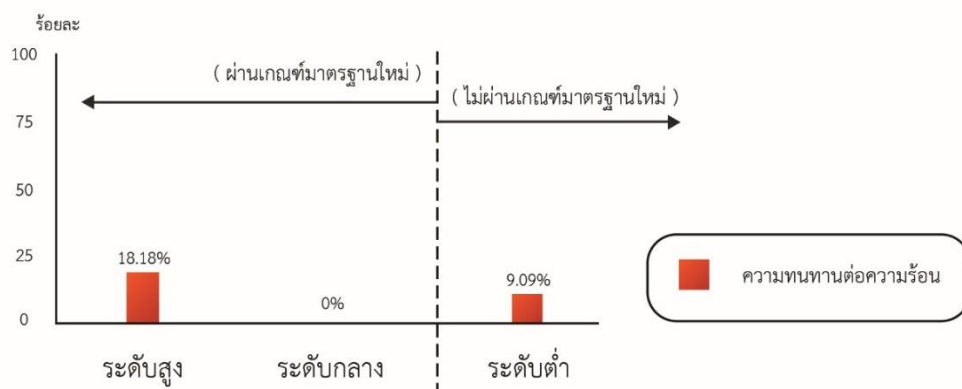 ร้อยละ
100
( ผ่านเกณฑ์มาตรฐานใหม่ )
( ไม่ผ่านเกณฑ์มาตรฐานใหม่ )
75
50
25
18.18%
0%
9.09%
ความทนทานต่อความร้อน
0
ระดับสูง ระดับกลาง ระดับต่ำ